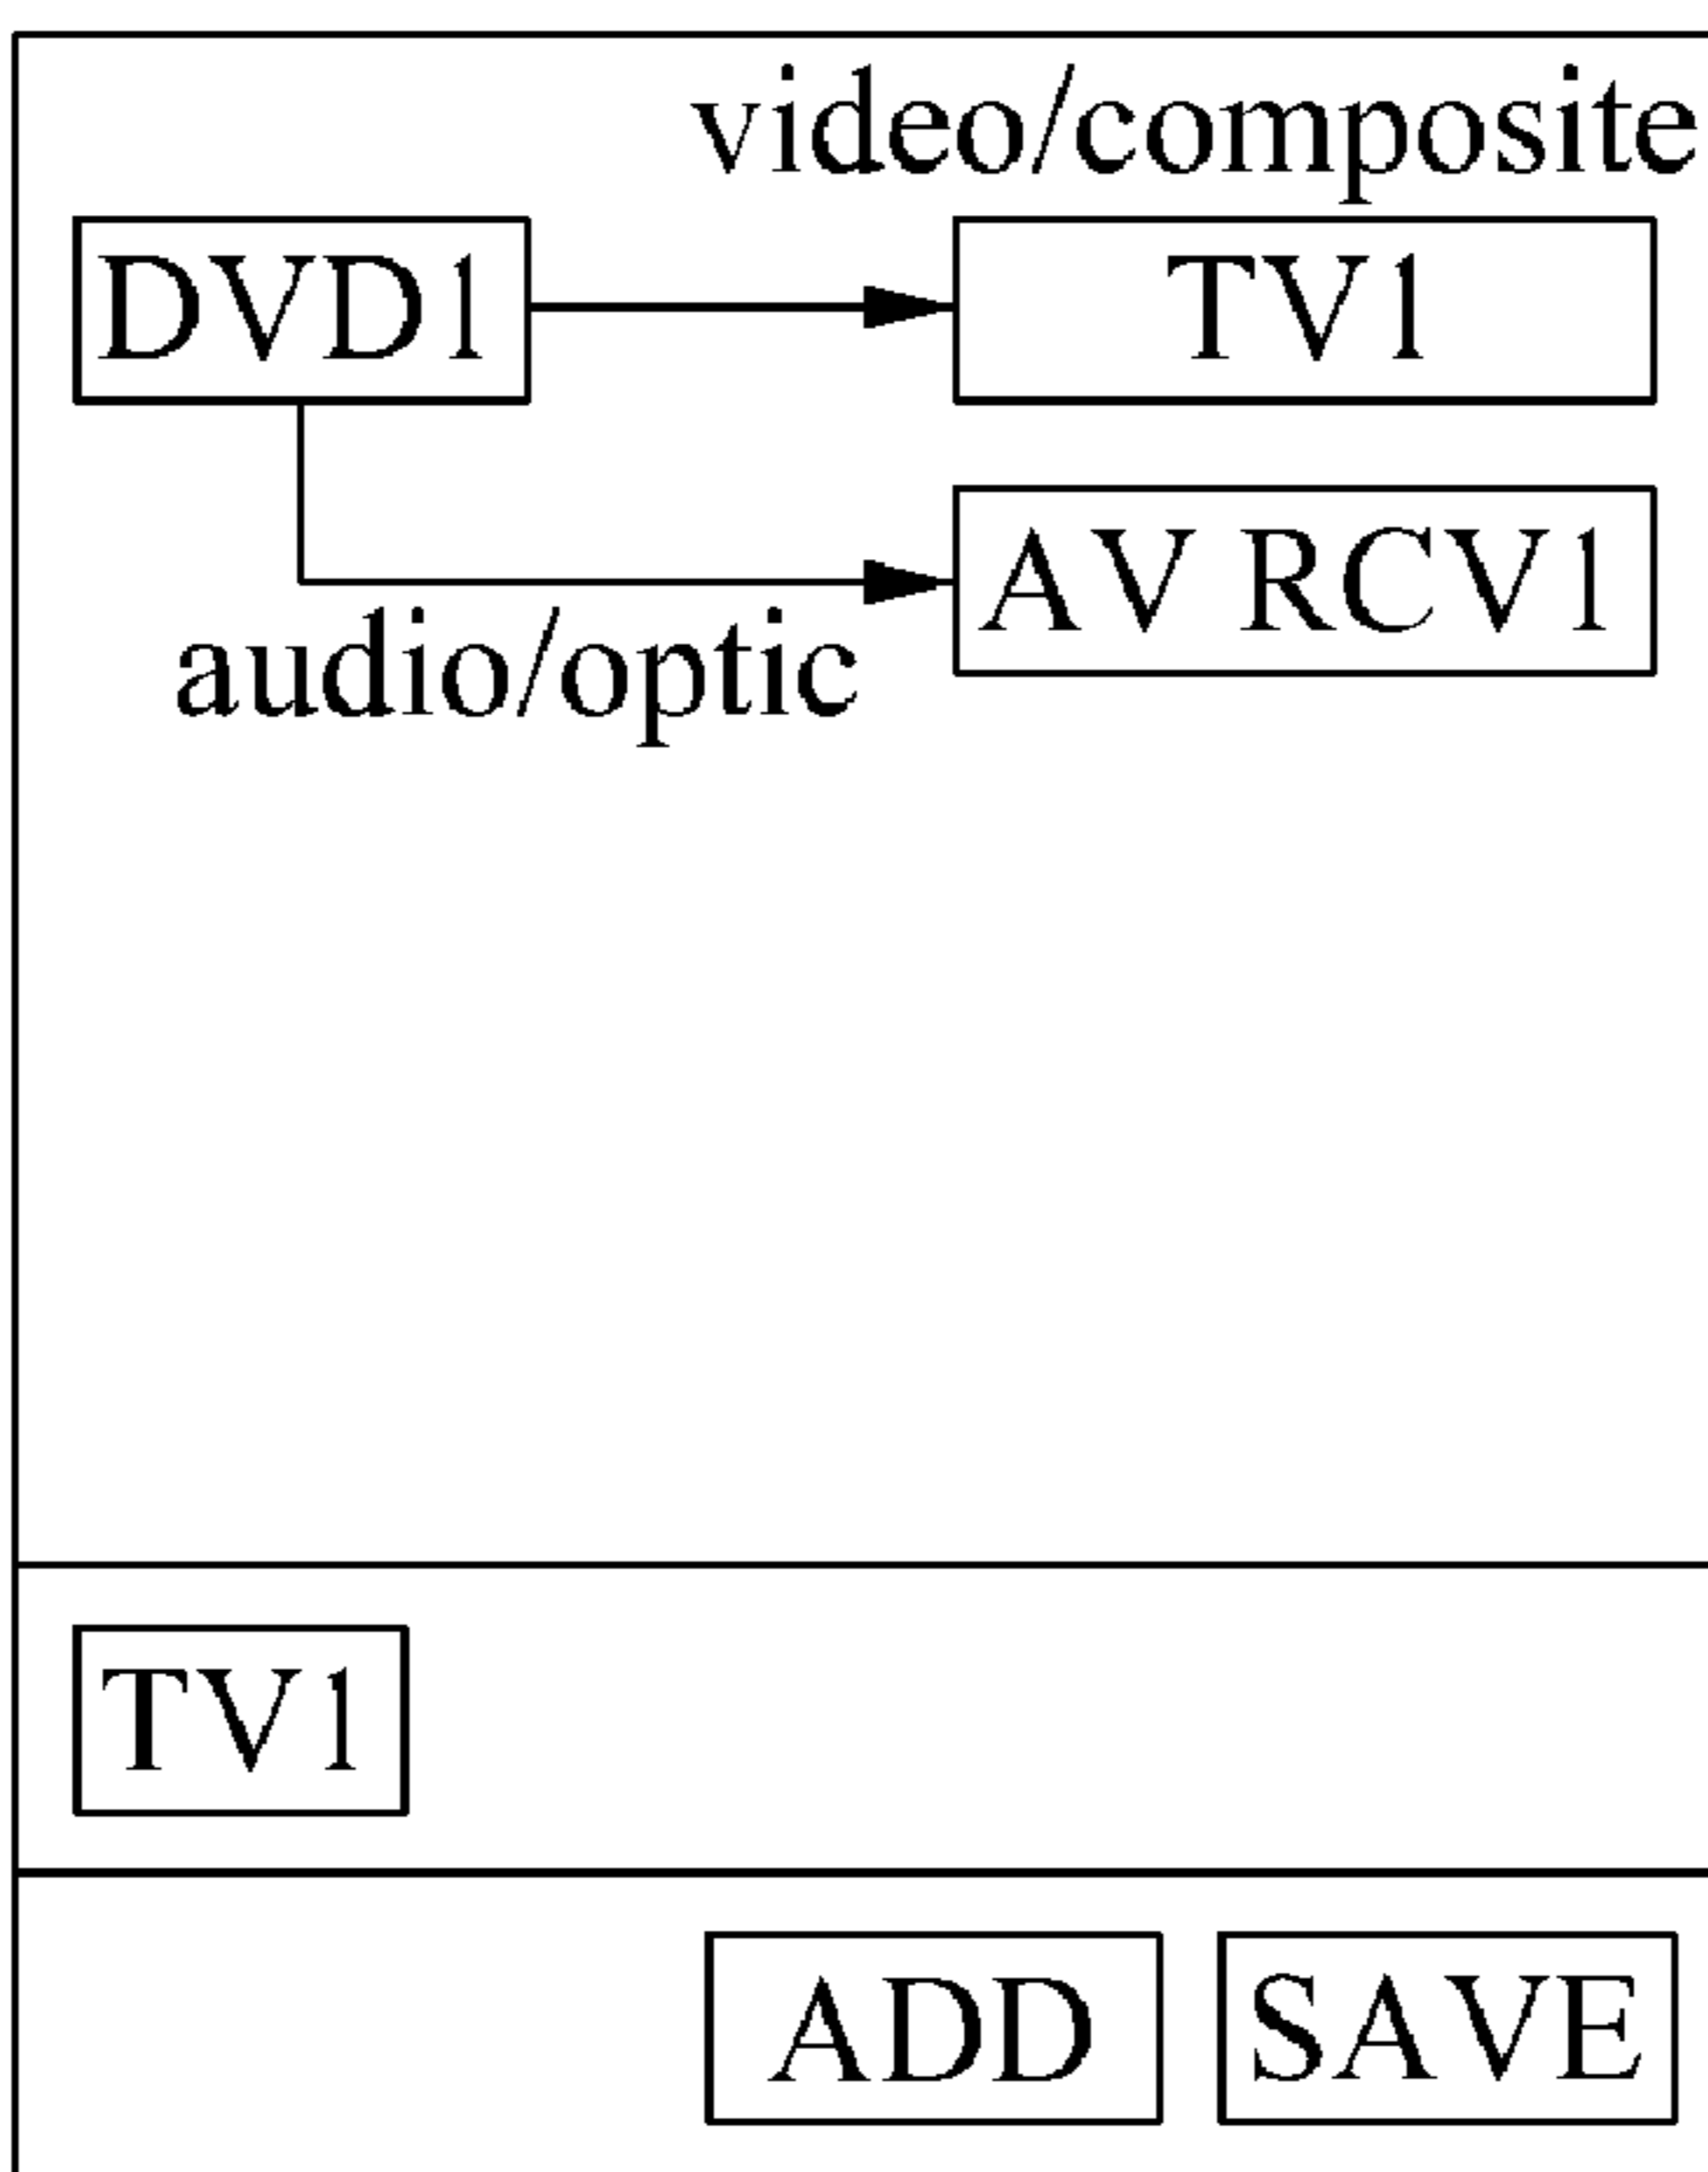 video/composite
DVD1
TV1
AV RCV1
audio/optic
TV1
ADD
SAVE